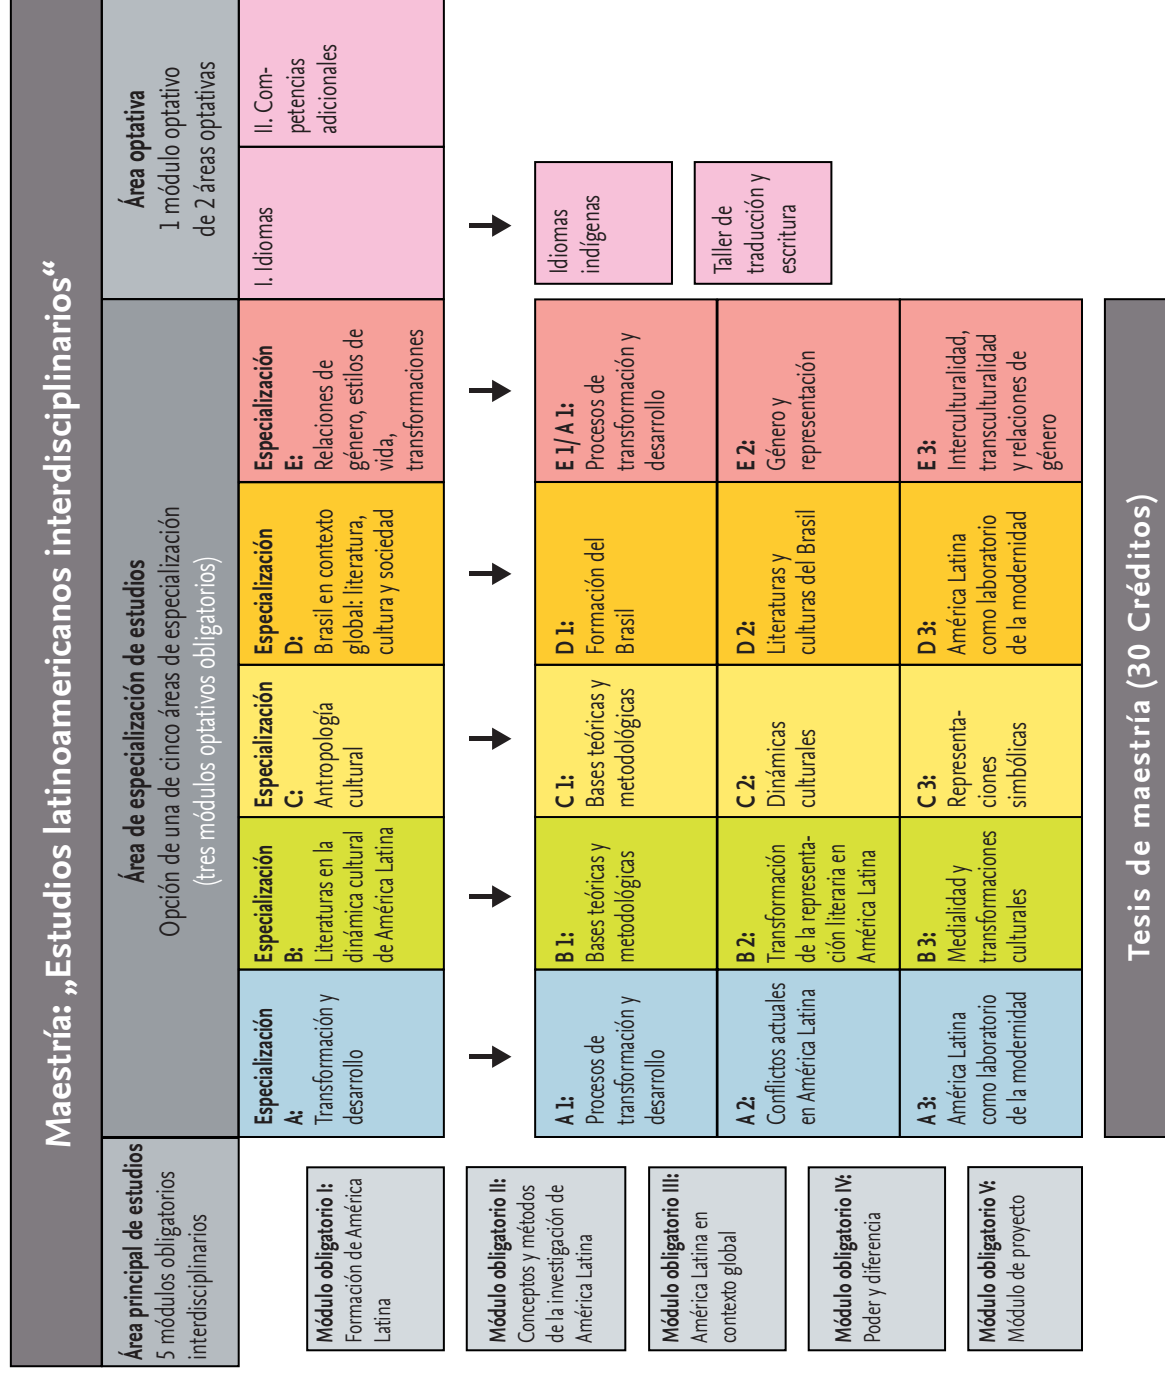 Maestría: „Estudios latinoamericanos interdisciplinarios“
Área principal de estudios
5 módulos obligatorios
interdisciplinarios
Área de especialización de estudios
Opción de una de cinco áreas de especialización
(tres módulos optativos obligatorios)
Área optativa
1 módulo optativo
de 2 áreas optativas
Especialización
A:
Transformación y
desarrollo
Especialización
B:
Literaturas en la
dinámica cultural
de América Latina
Especialización
C:
Antropología
cultural
Especialización
D:
Brasil en contexto
global: literatura,
cultura y sociedad
Especialización
E:
Relaciones de
género, estilos de
vida,
transformaciones
I. Idiomas
II. Com-
petencias
adicionales
Módulo obligatorio I:
Formación de América
Latina
Módulo obligatorio II:
Conceptos y métodos
de la investigación de
América Latina
Módulo obligatorio III:
América Latina en
contexto global
Módulo obligatorio IV:
Poder y diferencia
Módulo obligatorio V:
Módulo de proyecto
A 1:
Procesos de
transformación y
desarrollo
B 1:
Bases teóricas y
metodológicas
C 1:
Bases teóricas y
metodológicas
D 1:
Formación del
Brasil
E 1/ A 1:
Procesos de
transformación y
desarrollo
Idiomas
indígenas
A 2:
Conflictos actuales
en América Latina
B 2:
Transformación
de la representa-
ción literaria en
América Latina
C 2:
Dinámicas
culturales
D 2:
Literaturas y
culturas del Brasil
E 2:
Género y
representación
Taller de
traducción y
escritura
A 3:
América Latina
como laboratorio
de la modernidad
B 3:
Medialidad y
transformaciones
culturales
C 3:
Representa-
ciones
simbólicas
D 3:
América Latina
como laboratorio
de la modernidad
E 3:
Interculturalidad,
transculturalidad
y relaciones de
género
Tesis de maestría (30 Créditos)